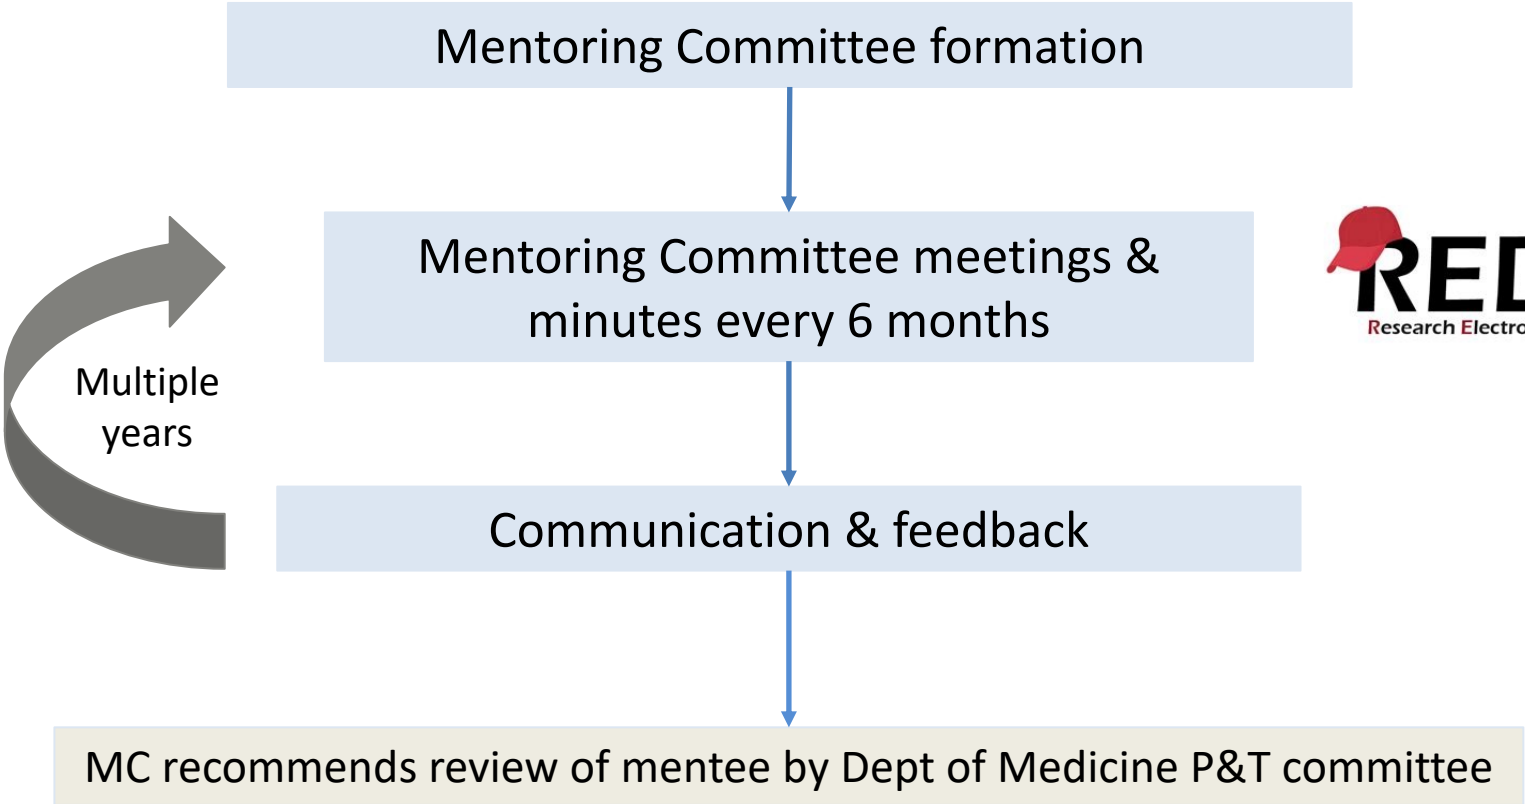 Mentoring Committee formation
Mentoring Committee meetings &
minutes every 6 months
Research
Multiple
years
Communication & feedback
MC recommends review of mentee by Dept of Medicine P&T committee